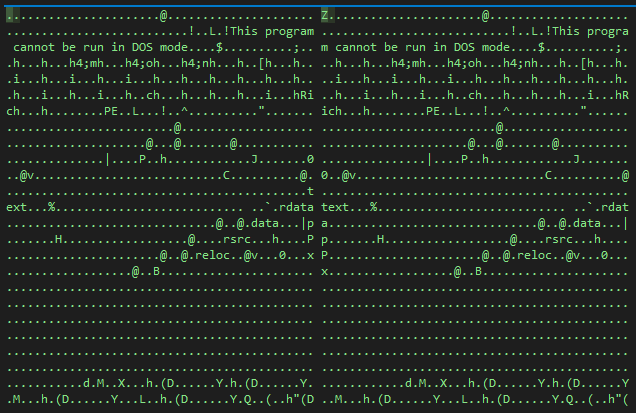 ......................@.....................
..........................!..L.!This program
 cannot be run in DOS mode....$..........;..
.h...h...h4;mh...h4;oh...h4;nh...h..[h...h..
.i...h...i...h...i...h...h...h...h...h...h..
.h...i...h...i...h..ch...h...h...h...i...hRi
ch...h........PE..L...!..^..........".......
........................@...................
....................@..@........@...........
..............|....P..h............J.......0
..@v...........................C..........@.
...........................................t
ext...%........................... ..`.rdata
..............................@..@.data...|p
.......H..................@....rsrc...h....P
......................@..@.reloc..@v...0...x
..................@..B......................
............................................
............................................
............................................
............................................
............................................
............................................
...........d.M..X...h.(D......Y.h.(D......Y.
.M...h.(D......Y...L..h.(D......Y.Q..(..h"(D
Z......................@....................
...........................!..L.!This progra
m cannot be run in DOS mode....$..........;.
..h...h...h4;mh...h4;oh...h4;nh...h..[h...h.
..i...h...i...h...i...h...h...h...h...h...h.
..h...i...h...i...h..ch...h...h...h...i...hR
ich...h........PE..L...!..^.........."......
.........................@..................
.....................@..@........@..........
...............|....P..h............J.......
0..@v...........................C..........@
............................................
text...%........................... ..`.rdat
a..............................@..@.data...|
p.......H..................@....rsrc...h....
P......................@..@.reloc..@v...0...
x..................@..B.....................
............................................
............................................
............................................
............................................
............................................
............................................
............d.M..X...h.(D......Y.h.(D......Y
..M...h.(D......Y...L..h.(D......Y.Q..(..h"(